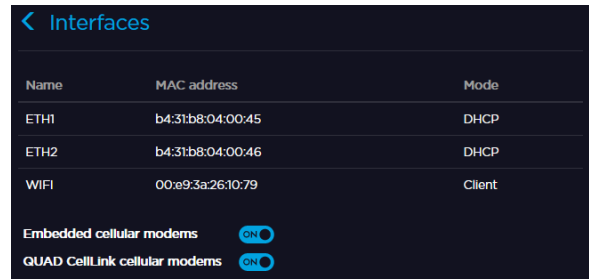 Interfaces
Name MAC address Mode
ETH1 b4:31:b8:04:00:45 DHCP
ETH2 b4:31:b8:04:00:46 DHCP
WIFI 00:e9:3a:26:10:79 Client
Embedded cellular modems ON
QUAD CellLink cellular modems ON